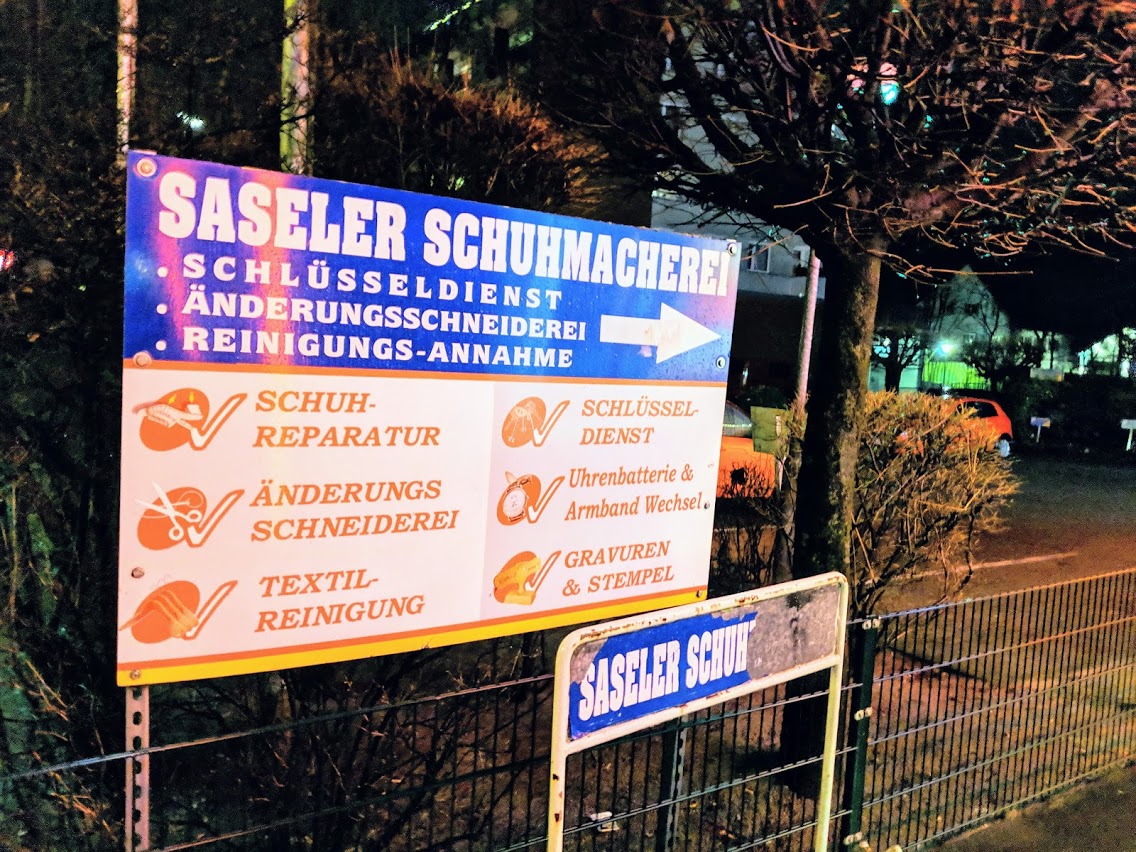 SASELER SCHUHMACHEREI
• SCHLÜSSELDIENST
• ÄNDERUNGSSCHNEIDEREI
• REINIGUNGS-ANNAHME
SCHUH-
REPARATUR
ÄNDERUNGS
SCHNEIDEREI
TEXTIL-
REINIGUNG
SCHLÜSSEL-
DIENST
Uhrenbatterie &
Armband Wechsel
GRAVUREN
& STEMPEL
SASELER SCHUH